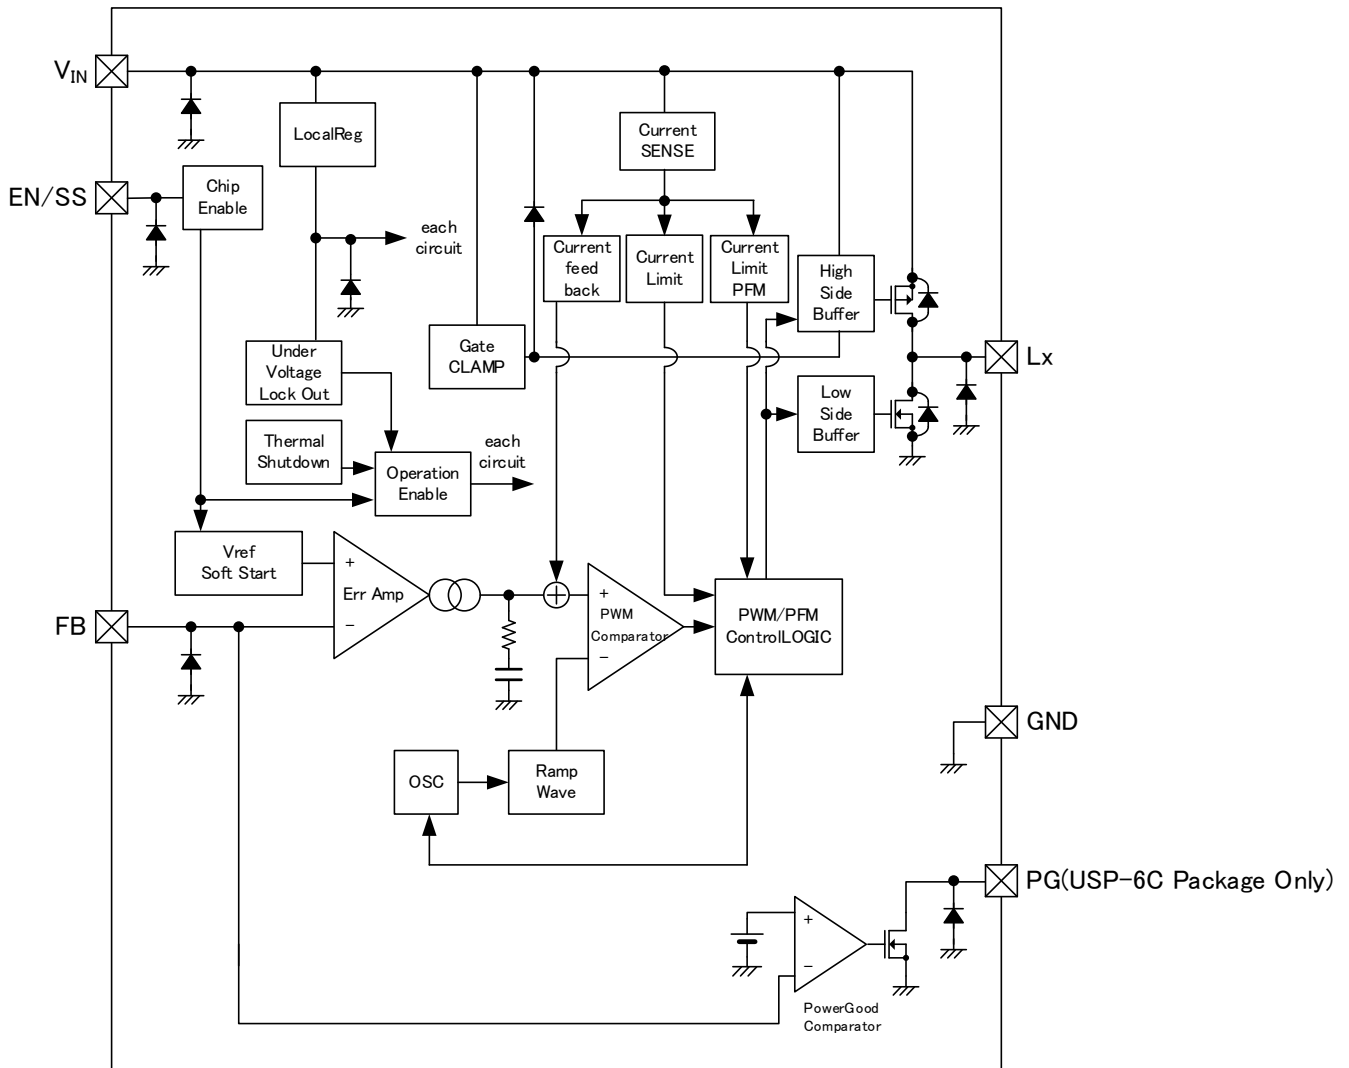 VIN
LocalReg
Current
SENSE
EN/SS
Chip
Enable
each
circuit
Current
feed
back
Current
Limit
Current
Limit
PFM
High
Side
Buffer
Under
Voltage
Lock Out
Gate
CLAMP
Lx
Low
Side
Buffer
Thermal
Shutdown
Operation
Enable
each
circuit
Vref
Soft Start
+
Err Amp
−
+
PWM
Comparator
−
PWM/PFM
ControlLOGIC
FB
GND
OSC
Ramp
Wave
PG(USP-6C Package Only)
+
−
PowerGood
Comparator